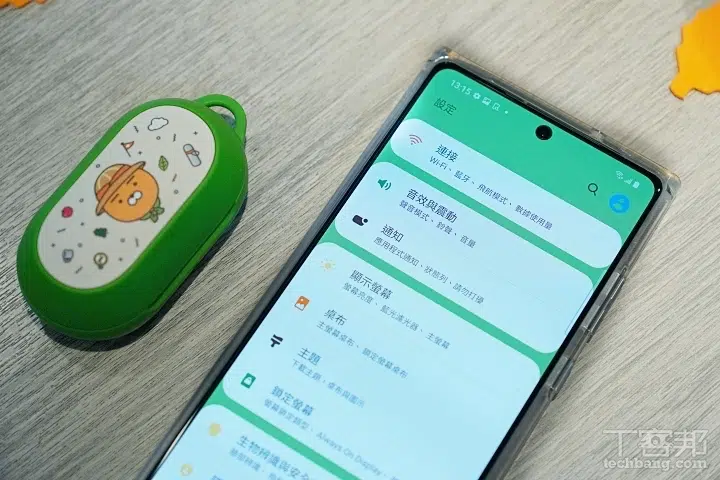 13:15
設定
連接
Wi-Fi、藍牙、飛航模式、數據使用量
音效與震動
聲音模式、鈴聲、音量
通知
應用程式通知、狀態列、請勿打擾
顯示螢幕
螢幕亮度、藍光濾光器、主螢幕
桌布
主螢幕桌布、鎖定螢幕桌布
主題
下載主題、桌布與圖示
鎖定螢幕
螢幕鎖定類型、Always On Display、
生物辨識與安全
臉部辨識、
T客邦
techbang.com